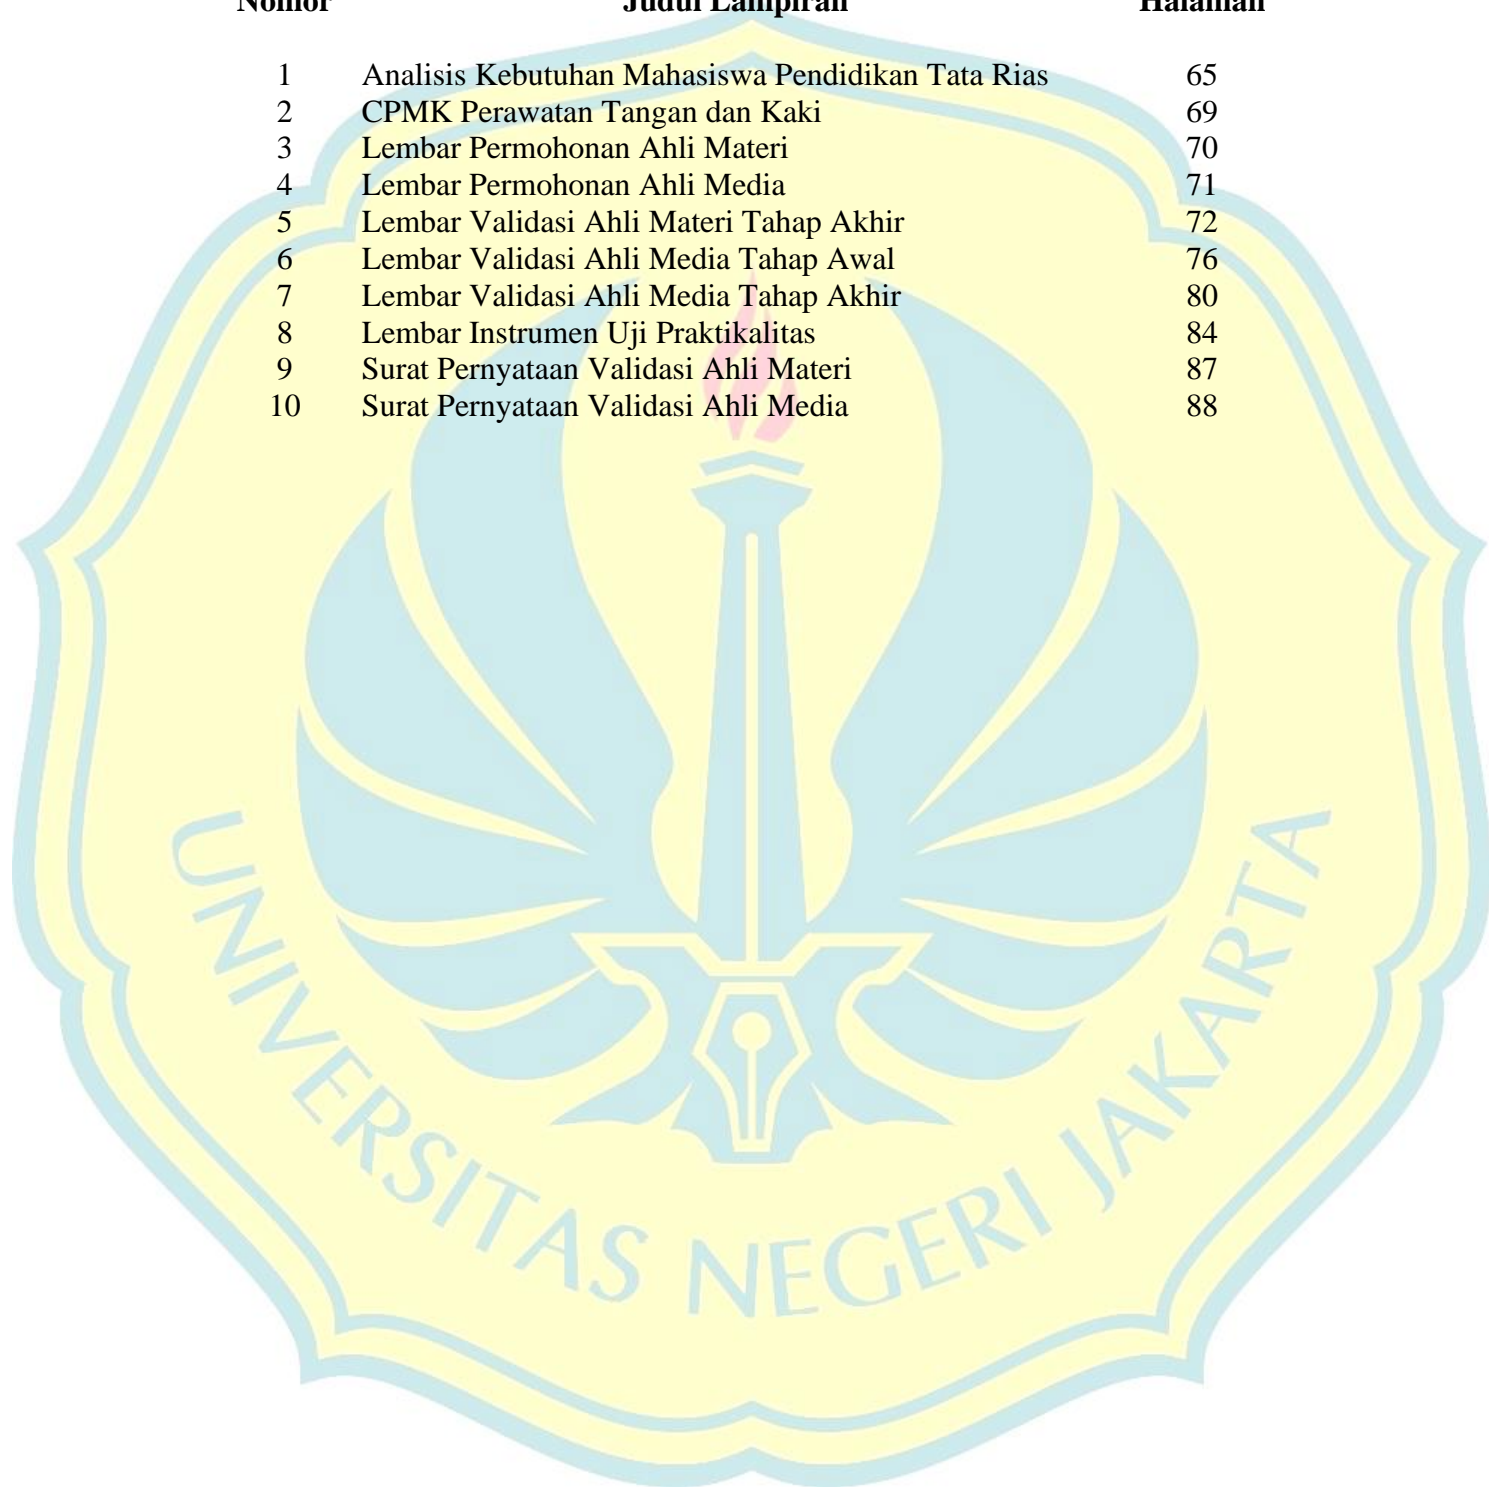 Nomor Judul Lampiran Halaman
1 Analisis Kebutuhan Mahasiswa Pendidikan Tata Rias 65
2 CPMK Perawatan Tangan dan Kaki 69
3 Lembar Permohonan Ahli Materi 70
4 Lembar Permohonan Ahli Media 71
5 Lembar Validasi Ahli Materi Tahap Akhir 72
6 Lembar Validasi Ahli Media Tahap Awal 76
7 Lembar Validasi Ahli Media Tahap Akhir 80
8 Lembar Instrumen Uji Praktikalitas 84
9 Surat Pernyataan Validasi Ahli Materi 87
10 Surat Pernyataan Validasi Ahli Media 88
UNIVERSITAS NEGERI JAKARTA